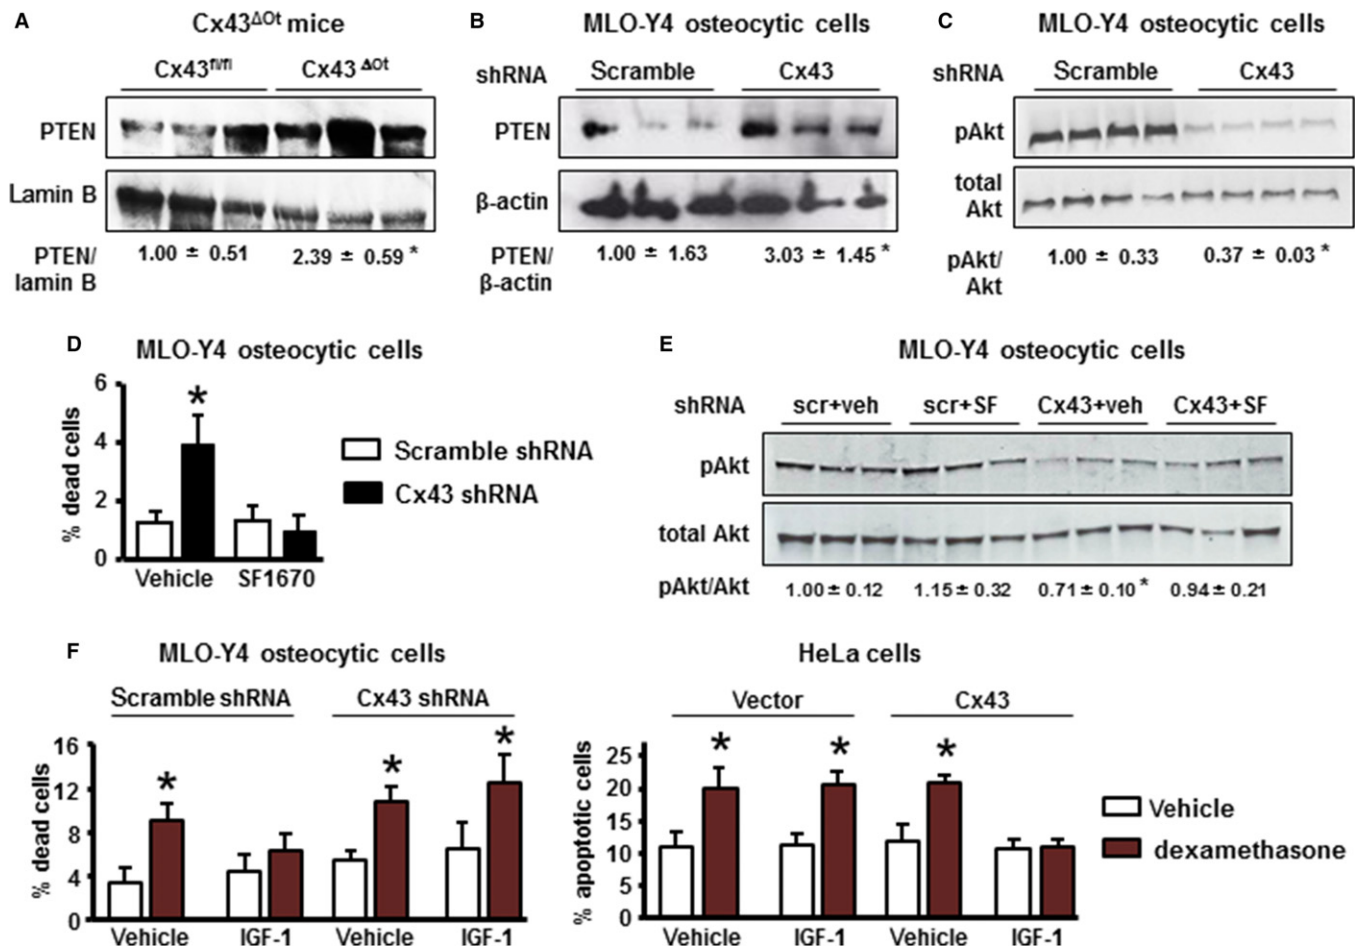 A
Cx43ΔOt mice
Cx43fl/fl Cx43 ΔOt
PTEN
Lamin B
PTEN/ 1.00 ± 0.51 2.39 ± 0.59 *
lamin B
B
MLO-Y4 osteocytic cells
shRNA Scramble Cx43
PTEN
β-actin
PTEN/ 1.00 ± 1.63 3.03 ± 1.45 *
β-actin
C
MLO-Y4 osteocytic cells
shRNA Scramble Cx43
pAkt
total
Akt
pAkt/ 1.00 ± 0.33 0.37 ± 0.03 *
Akt
D
MLO-Y4 osteocytic cells
% dead cells
6
4
2
0
*
Vehicle SF1670
Scramble shRNA
Cx43 shRNA
E
MLO-Y4 osteocytic cells
shRNA scr+veh scr+SF Cx43+veh Cx43+SF
pAkt
total Akt
pAkt/Akt 1.00 ± 0.12 1.15 ± 0.32 0.71 ± 0.10 * 0.94 ± 0.21
F
MLO-Y4 osteocytic cells
Scramble shRNA Cx43 shRNA
% dead cells
16
12
8
4
0
* * *
Vehicle IGF-1 Vehicle IGF-1
HeLa cells
Vector Cx43
% apoptotic cells
25
20
15
10
5
0
* * *
Vehicle IGF-1 Vehicle IGF-1
Vehicle
dexamethasone